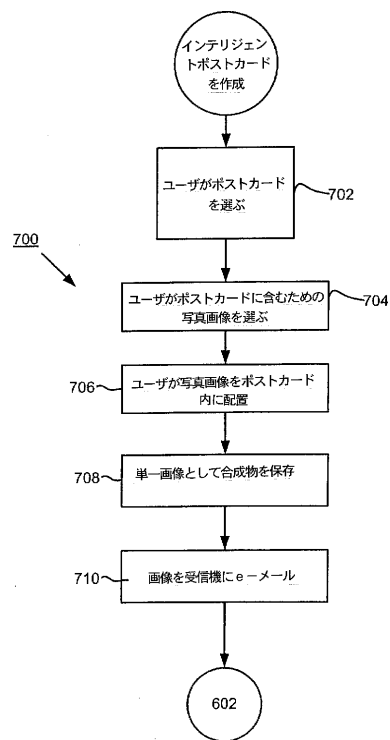 インテリジェン
トポストカード
を作成
ユーザがポストカード
を選ぶ
702
700
ユーザがポストカードに含むための
写真画像を選ぶ
704
706
ユーザが写真画像をポストカード
内に配置
708
単一画像として合成物を保存
710
画像を受信機にe－メール
602